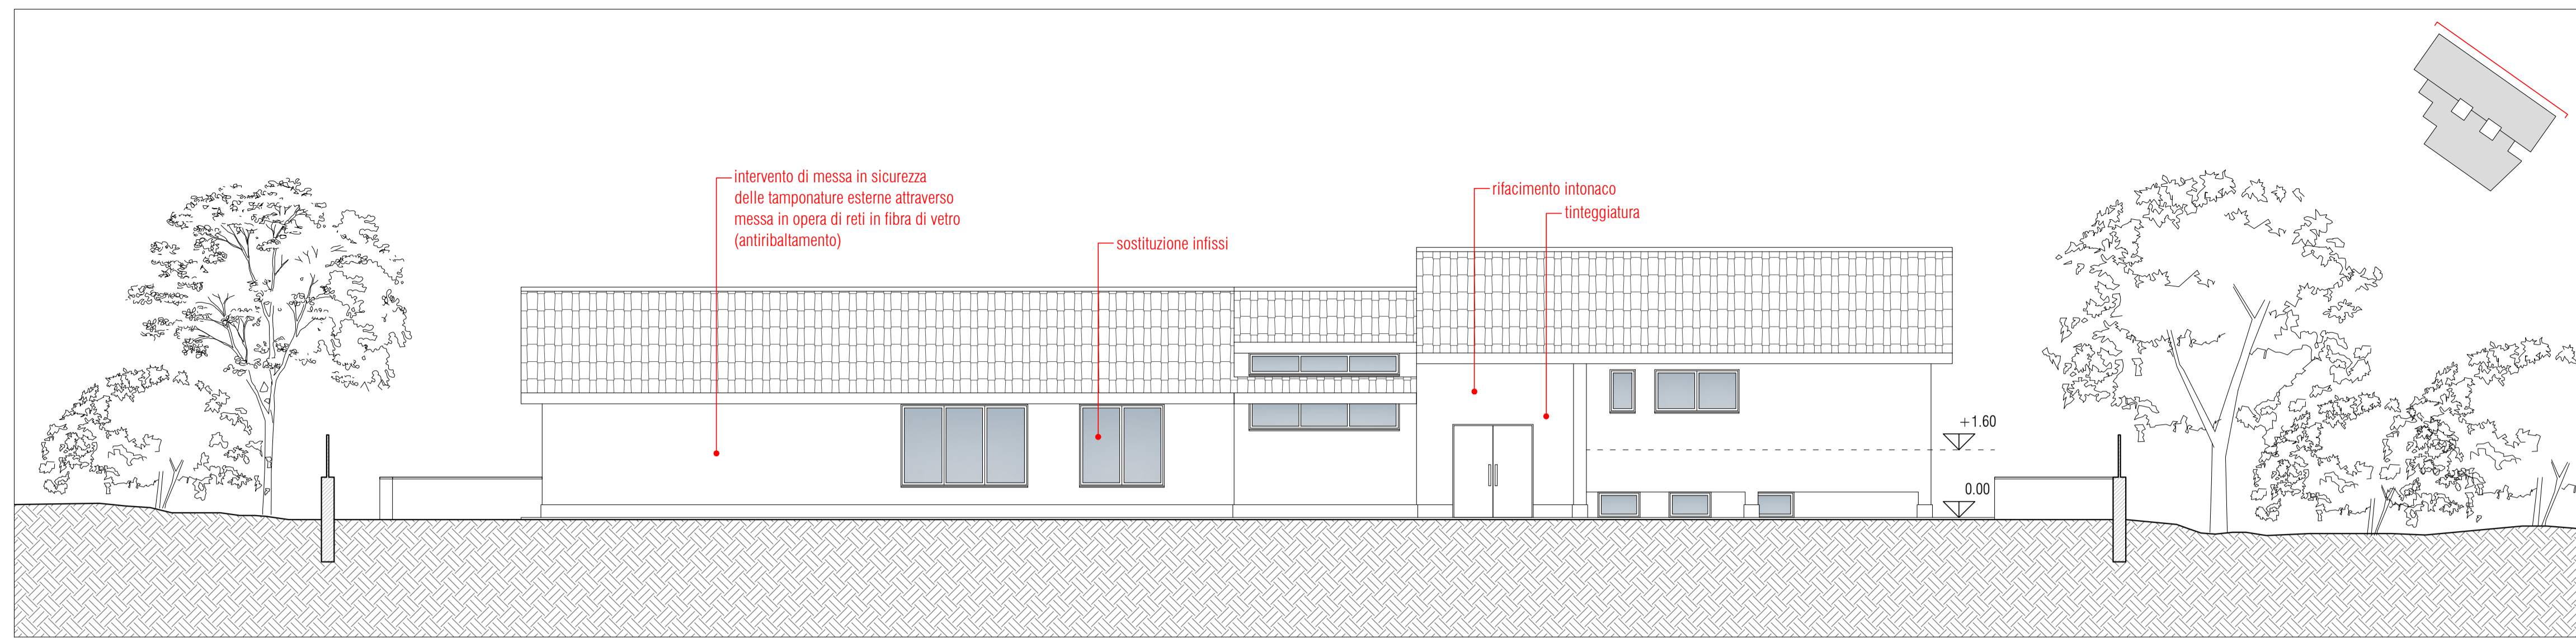 intervento di messa in sicurezza
delle tamponature esterne attraverso
messa in opera di reti in fibra di vetro
(antiribaltamento)
sostituzione infissi
rifacimento intonaco
tinteggiatura
+1.60
0.00